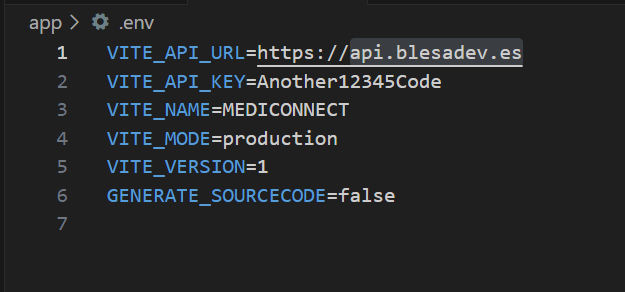 app > .env
1 VITE_API_URL=https://api.blesadev.es
2 VITE_API_KEY=Another12345Code
3 VITE_NAME=MEDICONNECT
4 VITE_MODE=production
5 VITE_VERSION=1
6 GENERATE_SOURCECODE=false
7